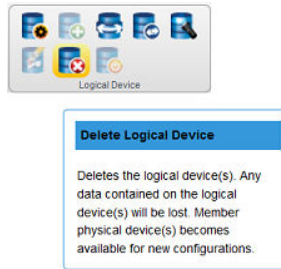 Logical Device
Delete Logical Device
Deletes the logical device(s). Any
data contained on the logical
device(s) will be lost. Member
physical device(s) becomes
available for new configurations.